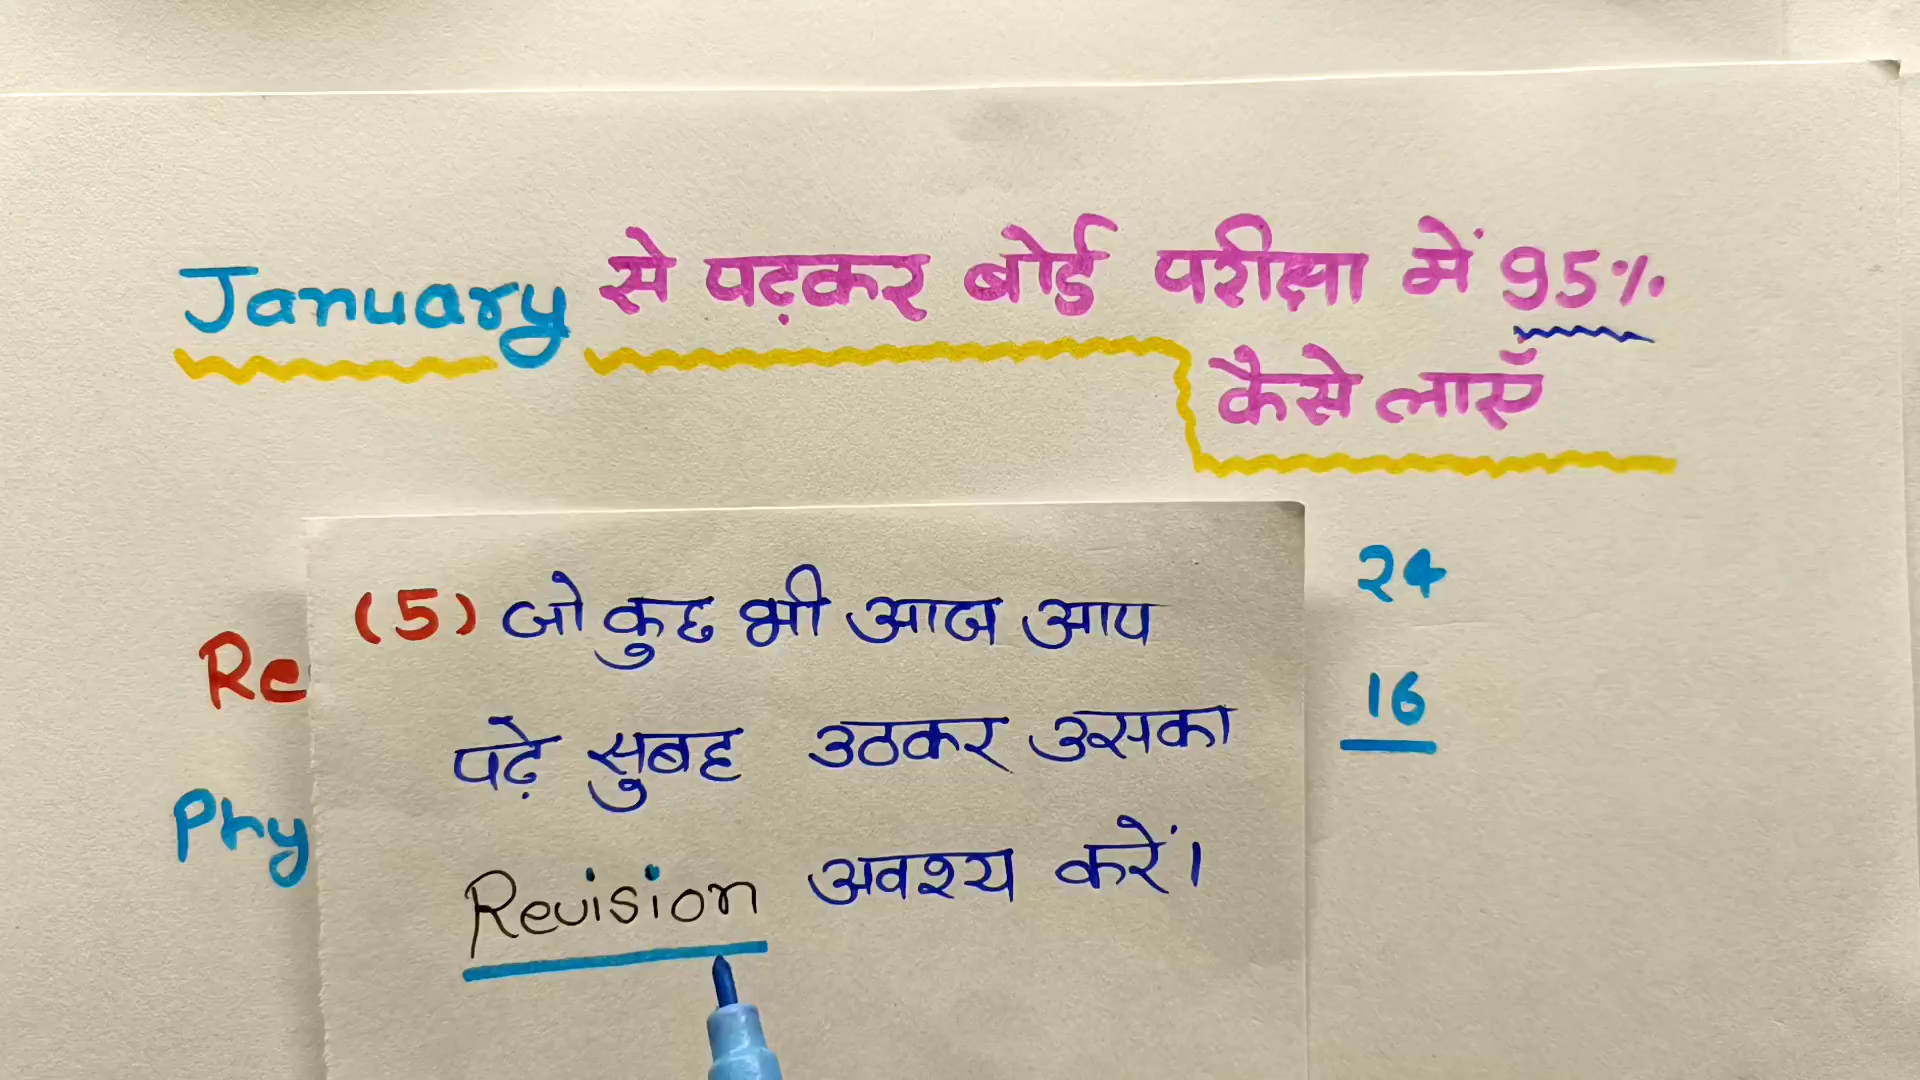 January से पढ़कर बोर्ड परीक्षा में 95%
कैसे लाएँ
24
(5) जो कुछ भी आज आप
Re
16
पढ़े सुबह उठकर उसका
Phy
Revision अवश्य करें।